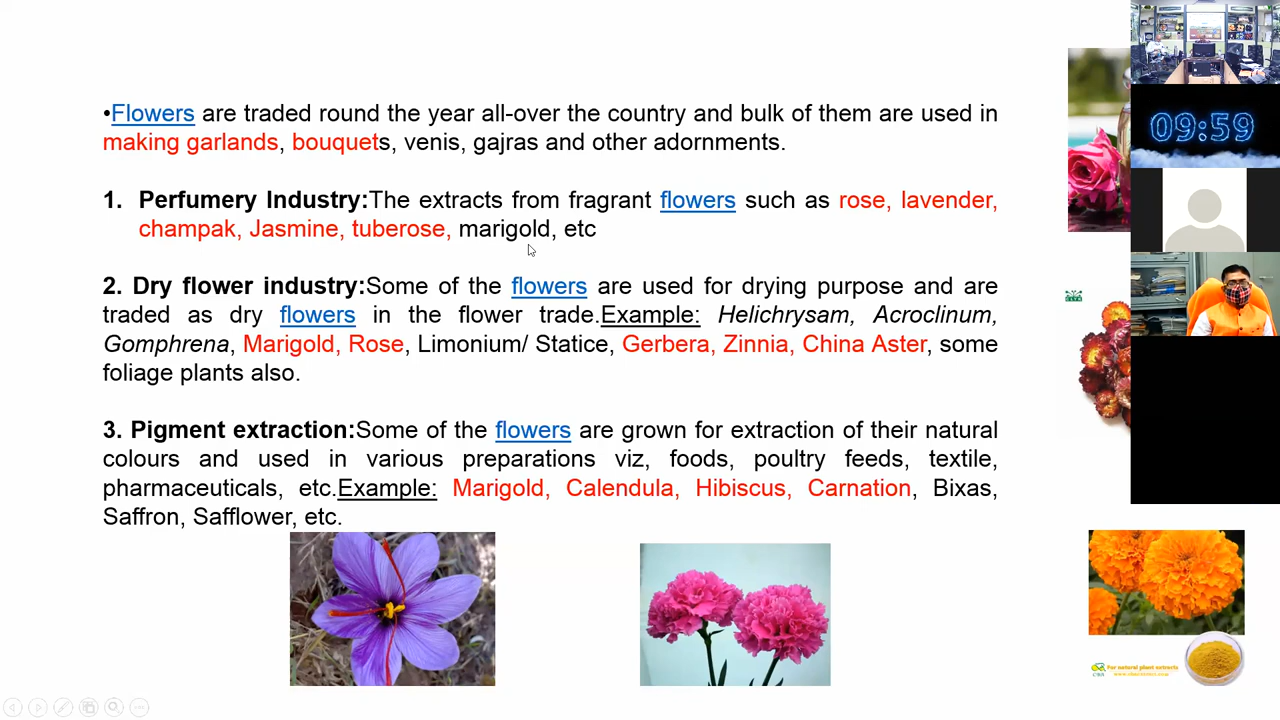 •Flowers are traded round the year all-over the country and bulk of them are used in
making garlands, bouquets, venis, gajras and other adornments.
1. Perfumery Industry:The extracts from fragrant flowers such as rose, lavender,
champak, Jasmine, tuberose, marigold, etc
2. Dry flower industry:Some of the flowers are used for drying purpose and are
traded as dry flowers in the flower trade.Example: Helichrysam, Acroclinum,
Gomphrena, Marigold, Rose, Limonium/ Statice, Gerbera, Zinnia, China Aster, some
foliage plants also.
3. Pigment extraction:Some of the flowers are grown for extraction of their natural
colours and used in various preparations viz, foods, poultry feeds, textile,
pharmaceuticals, etc.Example: Marigold, Calendula, Hibiscus, Carnation, Bixas,
Saffron, Safflower, etc.
09:59
For natural plant extracts